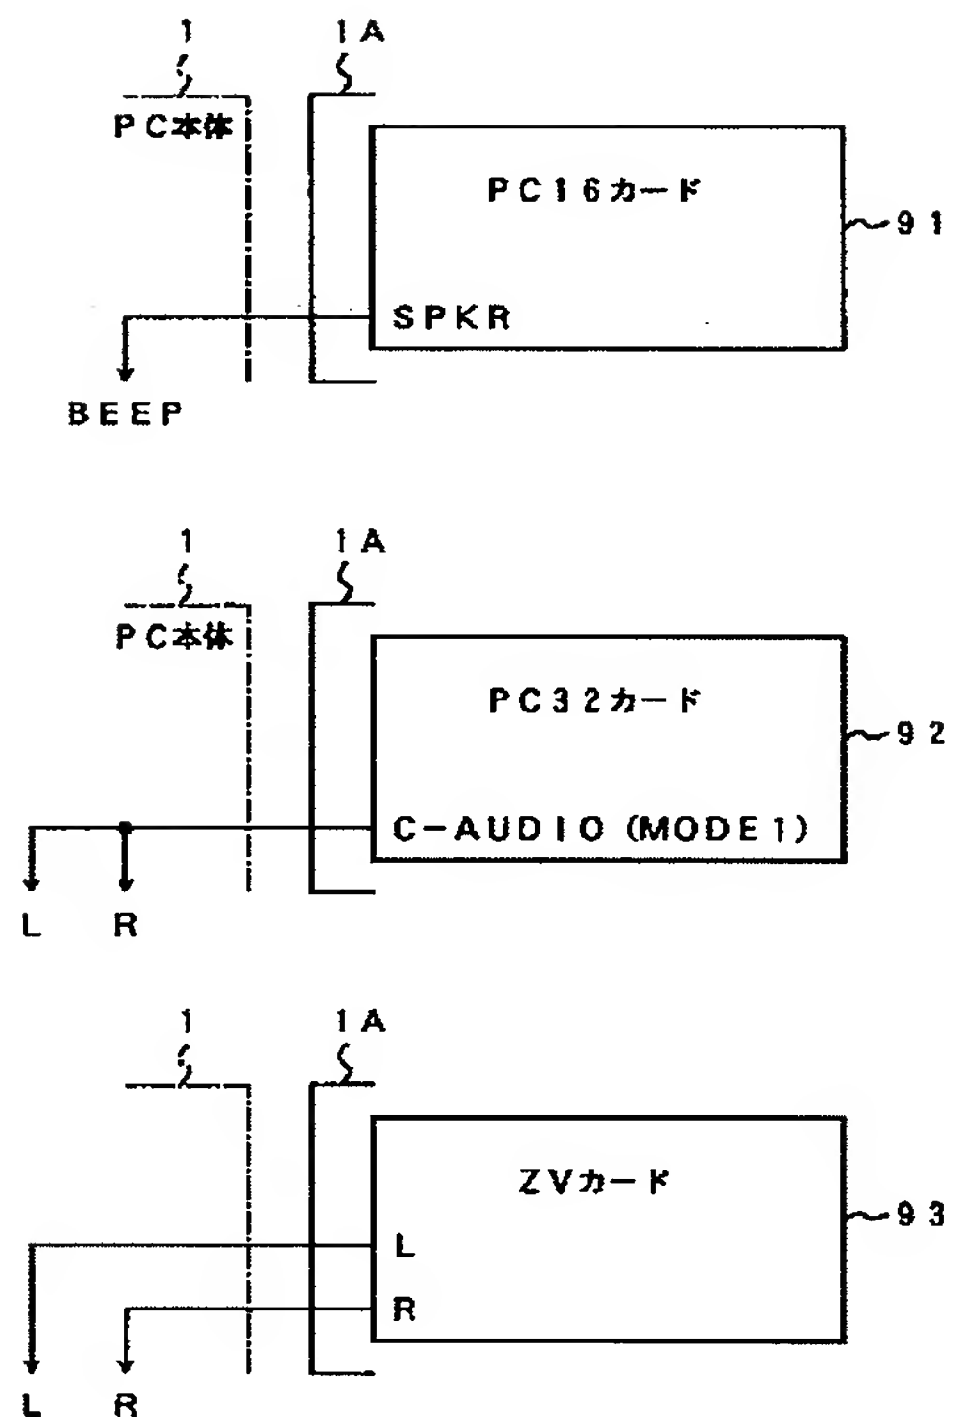 1 1A
PC本体
PC16カード
91
SPKR
BEEP
1 1A
PC本体
PC32カード
92
C-AUDIO (MODE1)
L R
1 1A
ZVカード
93
L
R
L R